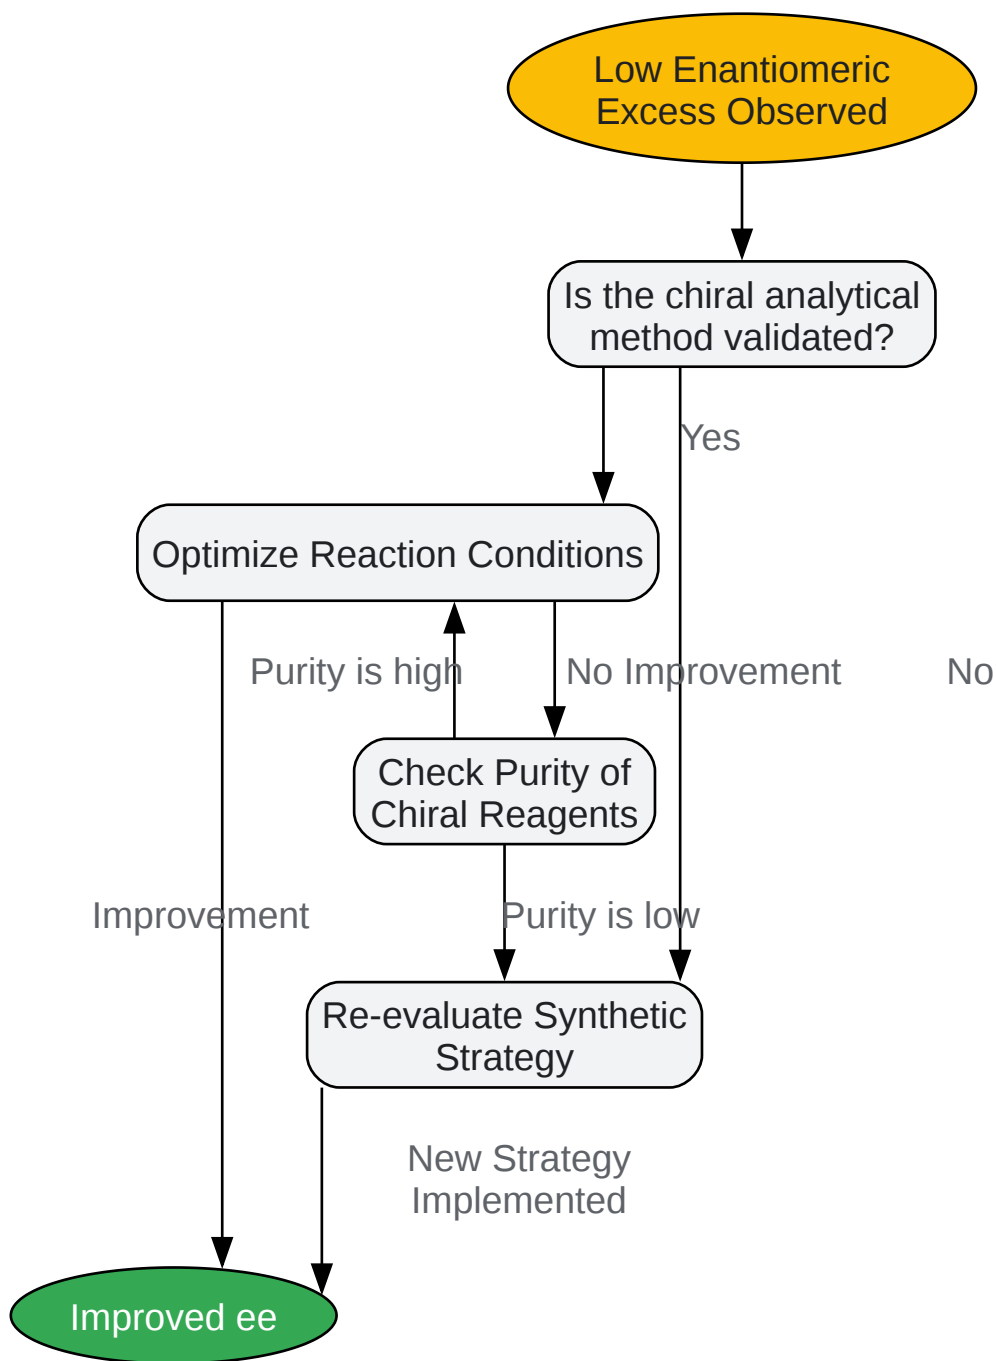 Low Enantiomeric
Excess Observed
Is the chiral analytical
method validated?
Yes
Optimize Reaction Conditions
Purity is high
No Improvement
No
Check Purity of
Chiral Reagents
Improvement
Purity is low
Re-evaluate Synthetic
Strategy
New Strategy
Implemented
Improved ee